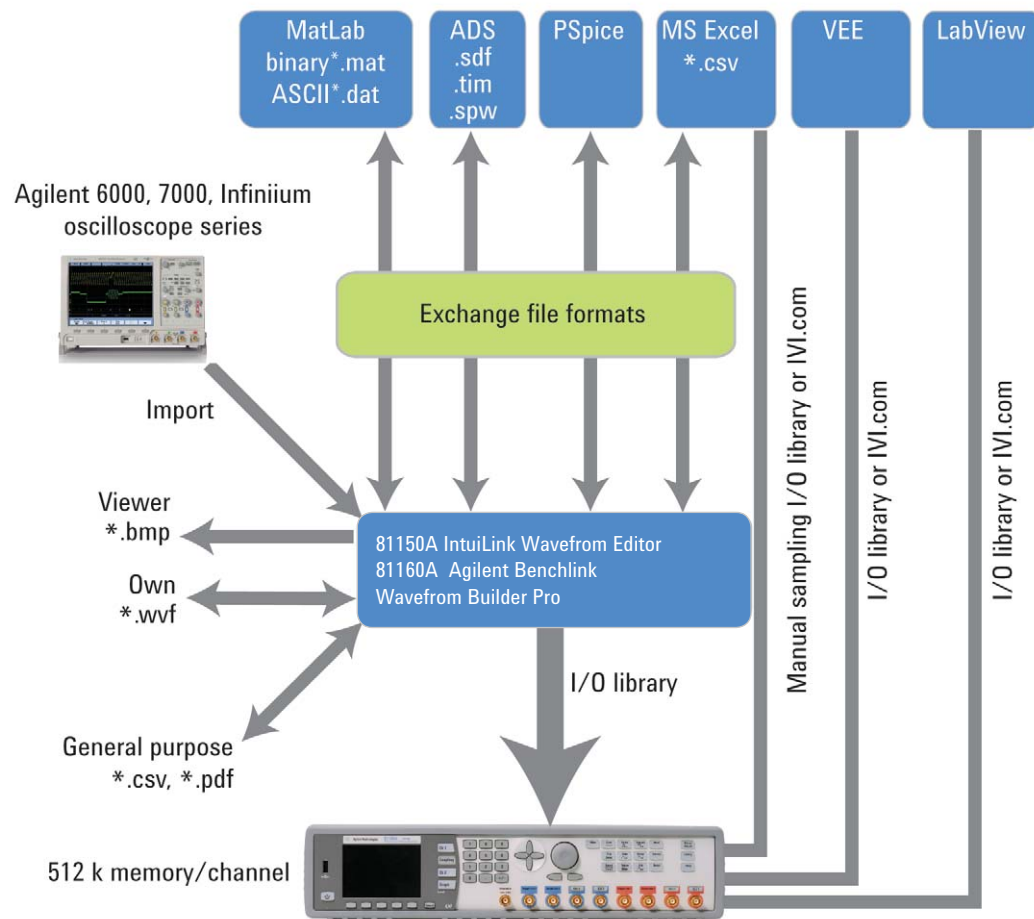 MatLab
binary*.mat
ASCII*.dat
ADS
.sdf
.tim
.spw
PSpice
MS Excel
*.csv
VEE
LabView
Agilent 6000, 7000, Infiniium
oscilloscope series
Exchange file formats
Import
Viewer
*.bmp
Own
*.wvf
General purpose
*.csv, *.pdf
81150A IntuiLink Wavefrom Editor
81160A Agilent Benchlink
Wavefrom Builder Pro
I/O library
Manual sampling I/O library or IVI.com
I/O library or IVI.com
I/O library or IVI.com
512 k memory/channel